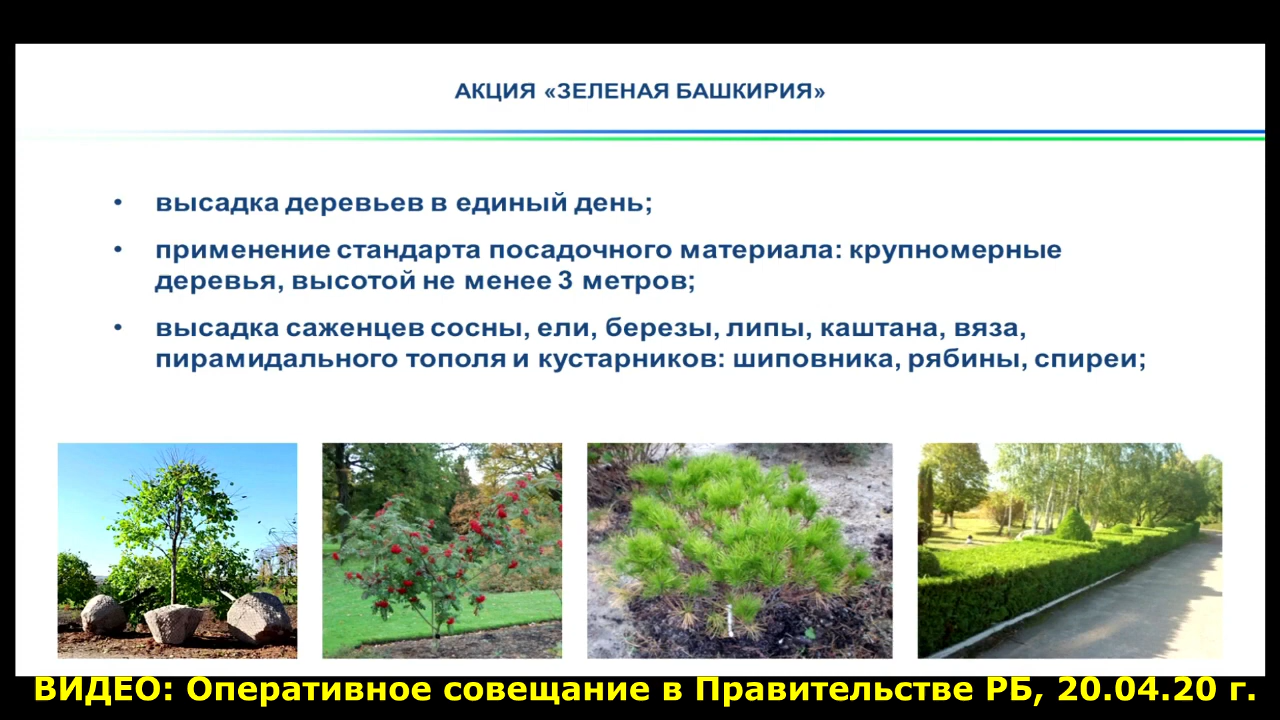 АКЦИЯ «ЗЕЛЕНАЯ БАШКИРИЯ»
• высадка деревьев в единый день;
• применение стандарта посадочного материала: крупномерные
деревья, высотой не менее 3 метров;
• высадка саженцев сосны, ели, березы, липы, каштана, вяза,
пирамидального тополя и кустарников: шиповника, рябины, спиреи;
ВИДЕО: Оперативное совещание в Правительстве РБ, 20.04.20 г.